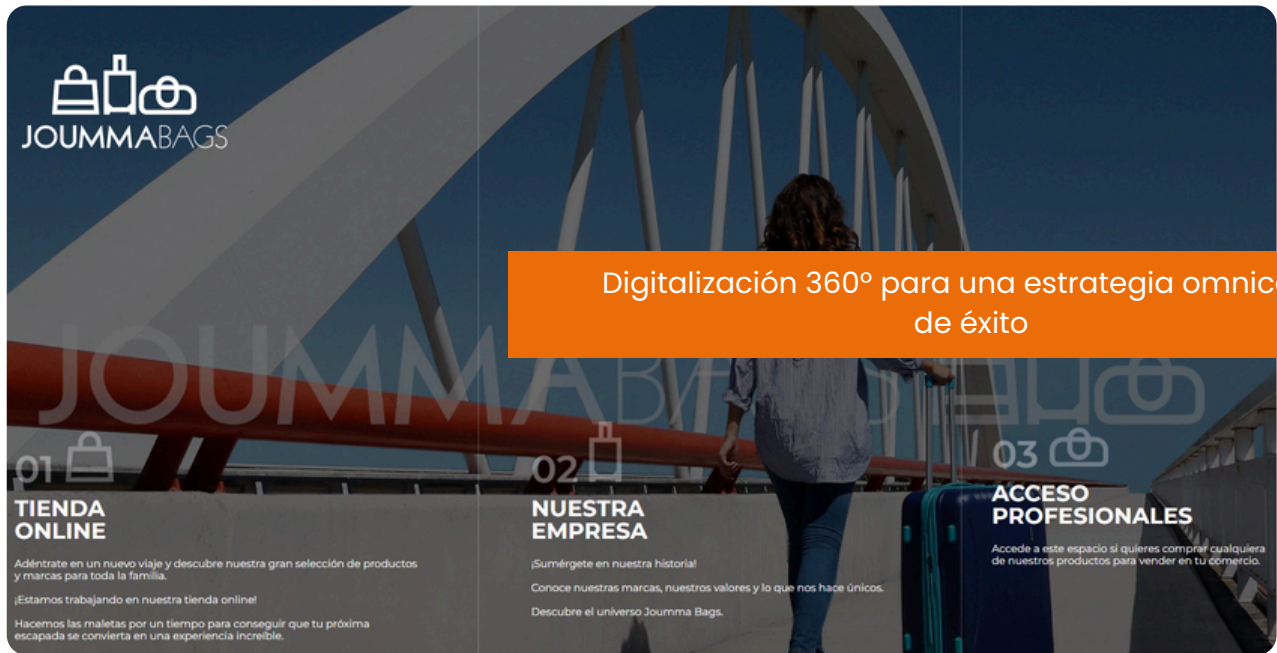 JOUMMABAGS
Digitalización 360º para una estrategia
de éxito
JOUMMABAGS
01
TIENDA
ONLINE
Adéntrate en un nuevo viaje y descubre nuestra gran selección de productos
y marcas para toda la familia.
¡Estamos trabajando en nuestra tienda online!
Hacemos las maletas por un tiempo para conseguir que tu próxima
escapada se convierta en una experiencia increíble.
02
NUESTRA
EMPRESA
¡Sumérgete en nuestra historia!
Conoce nuestras marcas, nuestros valores y lo que nos hace únicos.
Descubre el universo Joumma Bags.
03
ACCESO
PROFESIONALES
Accede a este espacio si quieres comprar cualquiera
de nuestros productos para vender en tu comercio.